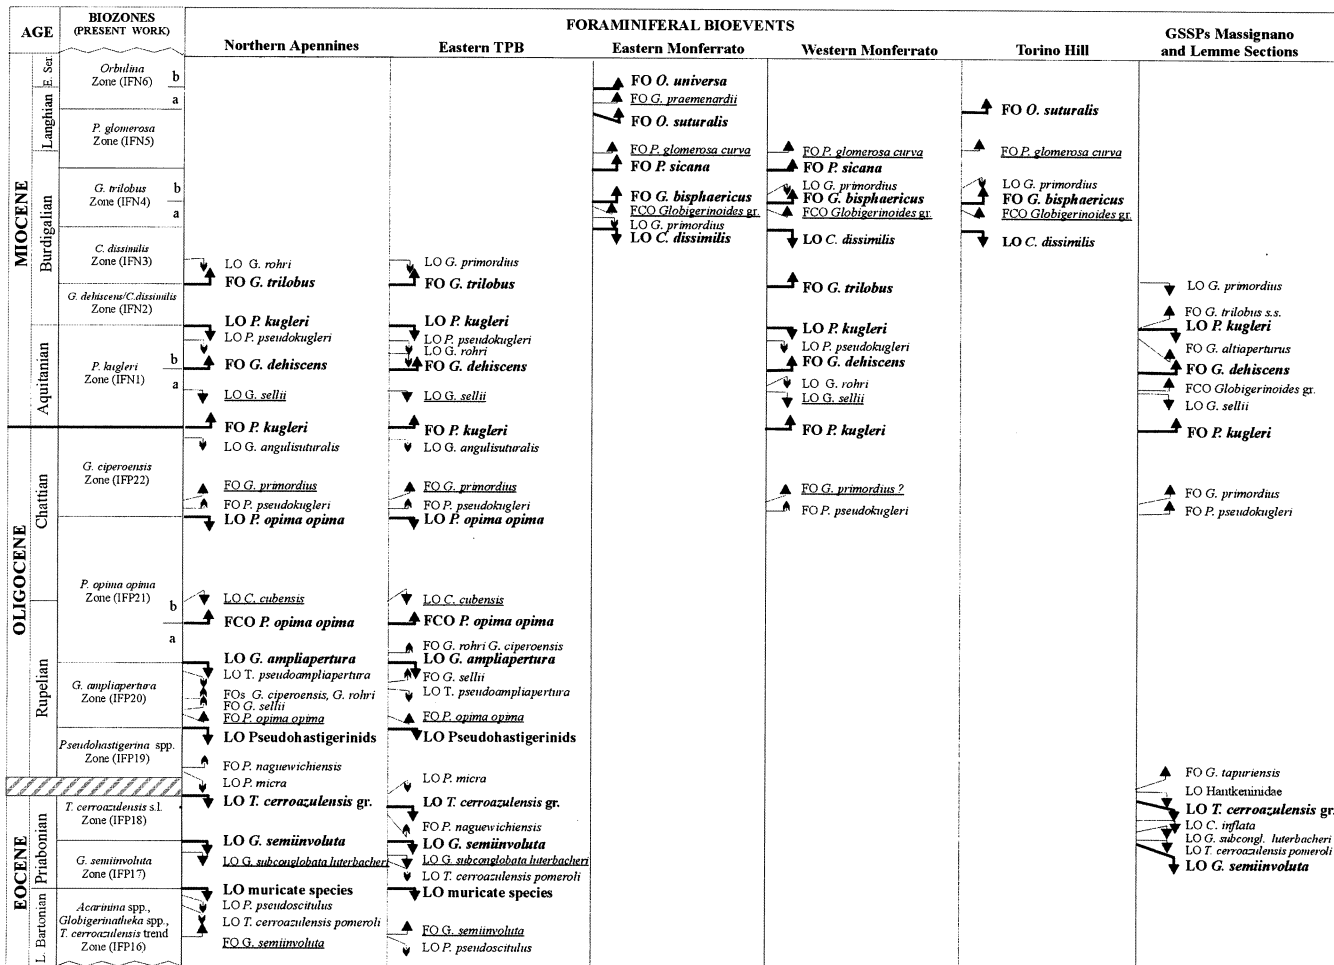 AGE
BIOZONES
(PRESENT WORK)
FORAMINIFERAL BIOEVENTS
Northern Apennines
Eastern TPB
Eastern Monferrato
Western Monferrato
Torino Hill
GSSPs Massignano
and Lemme Sections
MIOCENE
OLIGOCENE
EOCENE
E. Ser.
Langhian
Burdigalian
Aquitanian
Chattian
Rupelian
Priabonian
L. Bartonian
Orbulina
Zone (IFN6)
b
a
P. glomerosa
Zone (IFN5)
G. trilobus
Zone (IFN4)
b
a
C. dissimilis
Zone (IFN3)
G. dehiscens/C.dissimilis
Zone (IFN2)
P. kugleri
Zone (IFN1)
b
a
G. ciperoensis
Zone (IFP22)
P. opima opima
Zone (IFP21)
b
a
G. ampliapertura
Zone (IFP20)
Pseudohastigerina spp.
Zone (IFP19)
T. cerroazulensis s.l.
Zone (IFP18)
G. semiinvoluta
Zone (IFP17)
Acarinina spp.,
Globigerinatheka spp.,
T. cerroazulensis trend
Zone (IFP16)
LO G. rohri
FO G. trilobus
LO P. kugleri
LO P. pseudokugleri
FO G. dehiscens
LO G. sellii
FO P. kugleri
LO G. angulisuturalis
FO G. primordius
FO P. pseudokugleri
LO P. opima opima
LO C. cubensis
FCO P. opima opima
LO G. ampliapertura
LO T. pseudoampliapertura
FOs G. ciperoensis, G. rohri
FO G. sellii
FO P. opima opima
LO Pseudohastigerinids
FO P. naguewichiensis
LO P. micra
LO T. cerroazulensis gr.
LO G. semiinvoluta
LO G. subconglobata luterbacheri
LO muricate species
LO P. pseudoscitulus
LO T. cerroazulensis pomeroli
FO G. semiinvoluta
LO G. primordius
FO G. trilobus
LO P. kugleri
LO P. pseudokugleri
LO G. rohri
FO G. dehiscens
LO G. sellii
FO P. kugleri
LO G. angulisuturalis
FO G. primordius
FO P. pseudokugleri
LO P. opima opima
LO C. cubensis
FCO P. opima opima
FO G. rohri G. ciperoensis
LO G. ampliapertura
FO G. sellii
LO T. pseudoampliapertura
FO P. opima opima
LO Pseudohastigerinids
LO P. micra
LO T. cerroazulensis gr.
FO P. naguewichiensis
LO G. semiinvoluta
LO G. subconglobata luterbacheri
LO T. cerroazulensis pomeroli
LO muricate species
FO G. semiinvoluta
LO P. pseudoscitulus
FO O. universa
FO G. praemenardii
FO O. suturalis
FO P. glomerosa curva
FO P. sicana
FO G. bisphaericus
FCO Globigerinoides gr.
LO G. primordius
LO C. dissimilis
FO P. glomerosa curva
FO P. sicana
LO G. primordius
FO G. bisphaericus
FCO Globigerinoides gr.
LO C. dissimilis
FO G. trilobus
LO P. kugleri
LO P. pseudokugleri
FO G. dehiscens
LO G. rohri
LO G. sellii
FO P. kugleri
FO G. primordius ?
FO P. pseudokugleri
FO O. suturalis
FO P. glomerosa curva
LO G. primordius
FO G. bisphaericus
FCO Globigerinoides gr.
LO C. dissimilis
LO G. primordius
FO G. trilobus s.s.
LO P. kugleri
FO G. altiaperturus
FO G. dehiscens
FCO Globigerinoides gr.
LO G. sellii
FO P. kugleri
FO G. primordius
FO P. pseudokugleri
FO G. tapuriensis
LO Hantkeninidae
LO T. cerroazulensis gr.
LO C. inflata
LO G. subcongl. luterbacheri
LO T. cerroazulensis pomeroli
LO G. semiinvoluta